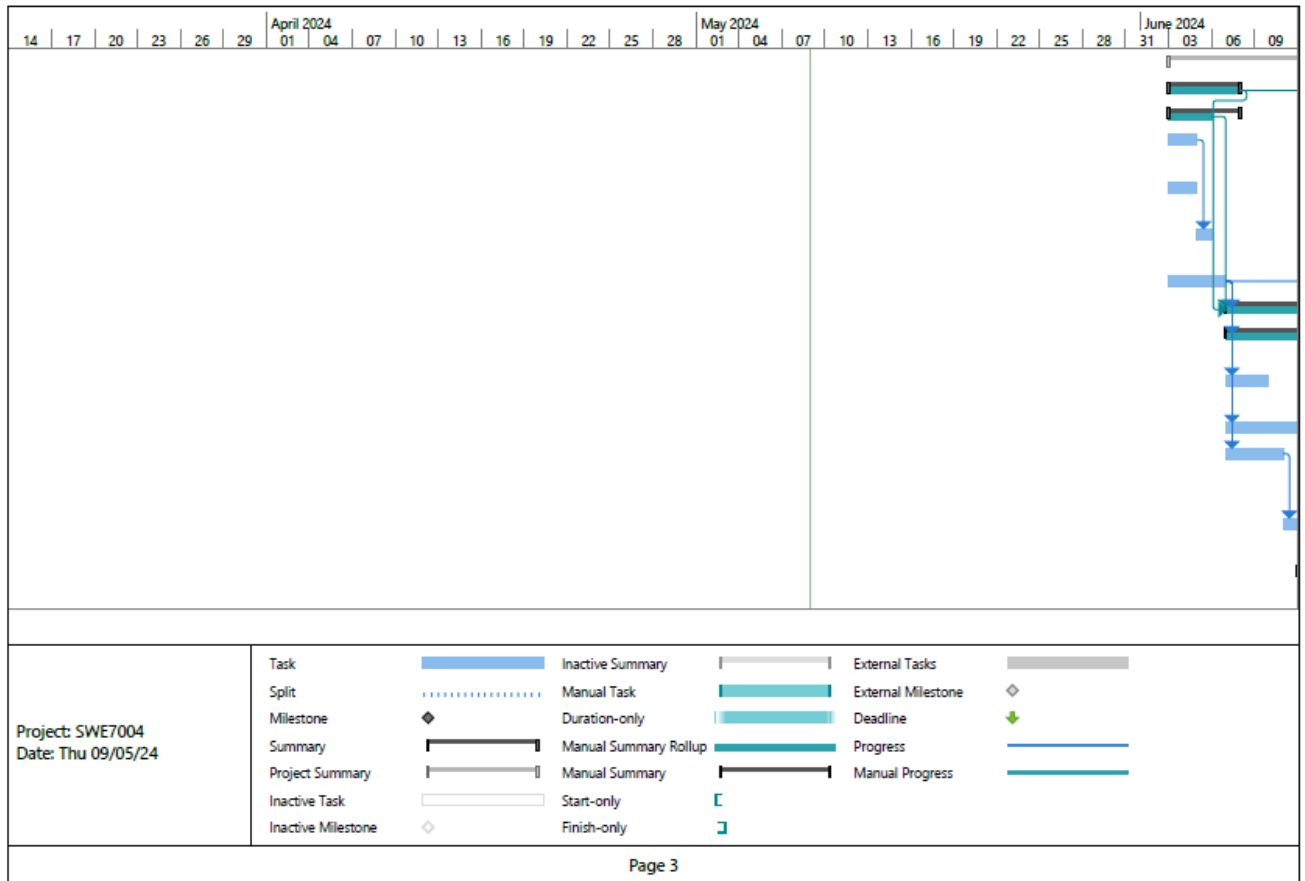 April 2024 May 2024 June 2024
14 17 20 23 26 29 01 04 07 10 13 16 19 22 25 28 01 04 07 10 13 16 19 22 25 28 31 03 06 09
Project: SWE7004
Date: Thu 09/05/24
Task
Split
Milestone
Summary
Project Summary
Inactive Task
Inactive Milestone
Inactive Summary
Manual Task
Duration-only
Manual Summary Rollup
Manual Summary
Start-only
Finish-only
External Tasks
External Milestone
Deadline
Progress
Manual Progress
Page 3